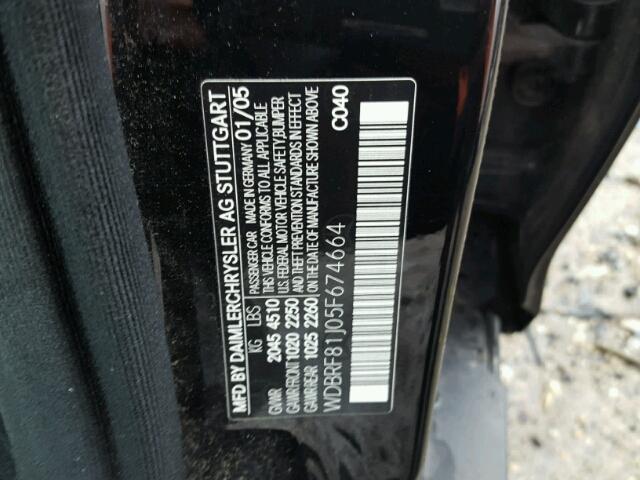 MFD BY DAIMLERCHRYSLER AG STUTTGART
PASSENGER CAR MADE IN GERMANY 01/05
KG LBS THIS VEHICLE CONFORMS TO ALL APPLICABLE
GVWR 2045 4510 U.S. FEDERAL MOTOR VEHICLE SAFETY, BUMPER
GAWR FRONT 1020 2250 AND THEFT PREVENTION STANDARDS IN EFFECT
GAWR REAR 1025 2260 ON THE DATE OF MANUFACTURE SHOWN ABOVE
WDBRF81J05F674664 C040